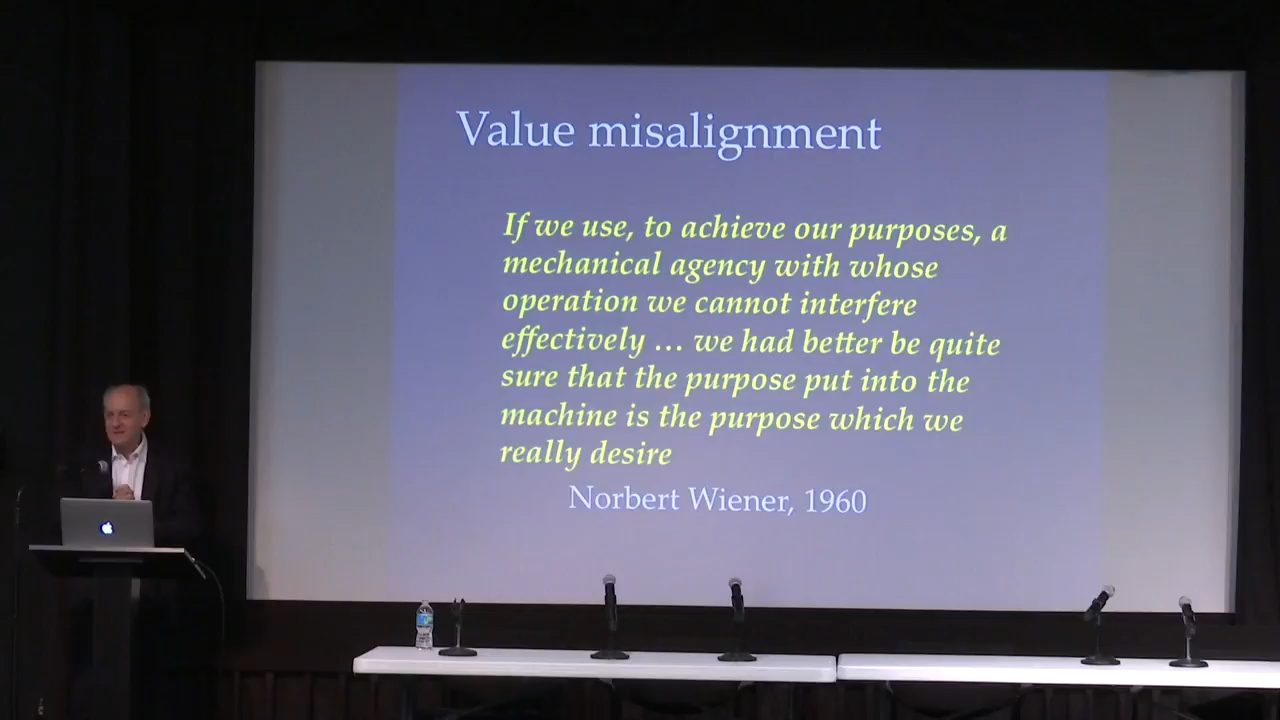 Value misalignment
If we use, to achieve our purposes, a
mechanical agency with whose
operation we cannot interfere
effectively … we had better be quite
sure that the purpose put into the
machine is the purpose which we
really desire
Norbert Wiener, 1960